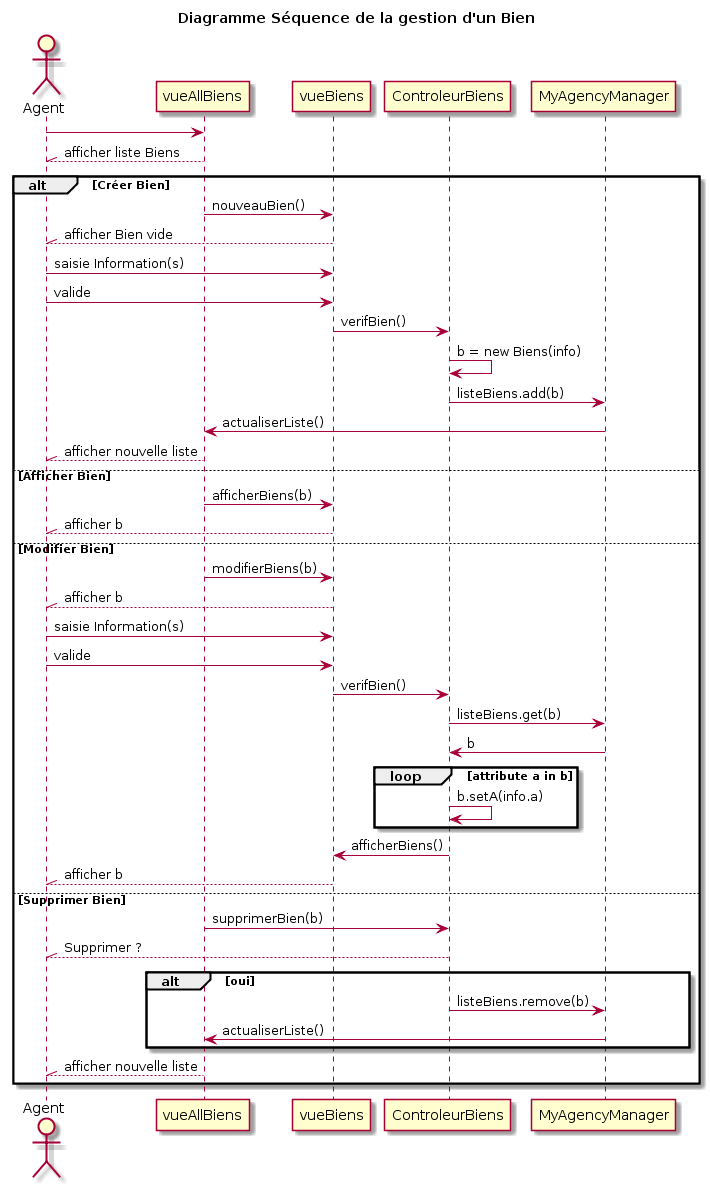 Diagramme Séquence de la gestion d'un Bien
Agent
vueAllBiens
vueBiens
ControleurBiens
MyAgencyManager
afficher liste Biens
alt
[Créer Bien]
nouveauBien()
afficher Bien vide
saisie Information(s)
valide
verifBien()
b = new Biens(info)
listeBiens.add(b)
actualiserListe()
afficher nouvelle liste
[Afficher Bien]
afficherBiens(b)
afficher b
[Modifier Bien]
modifierBiens(b)
afficher b
saisie Information(s)
valide
verifBien()
listeBiens.get(b)
b
loop
[attribute a in b]
b.setA(info.a)
afficherBiens()
afficher b
[Supprimer Bien]
supprimerBien(b)
Supprimer ?
alt
[oui]
listeBiens.remove(b)
actualiserListe()
afficher nouvelle liste
Agent
vueAllBiens
vueBiens
ControleurBiens
MyAgencyManager